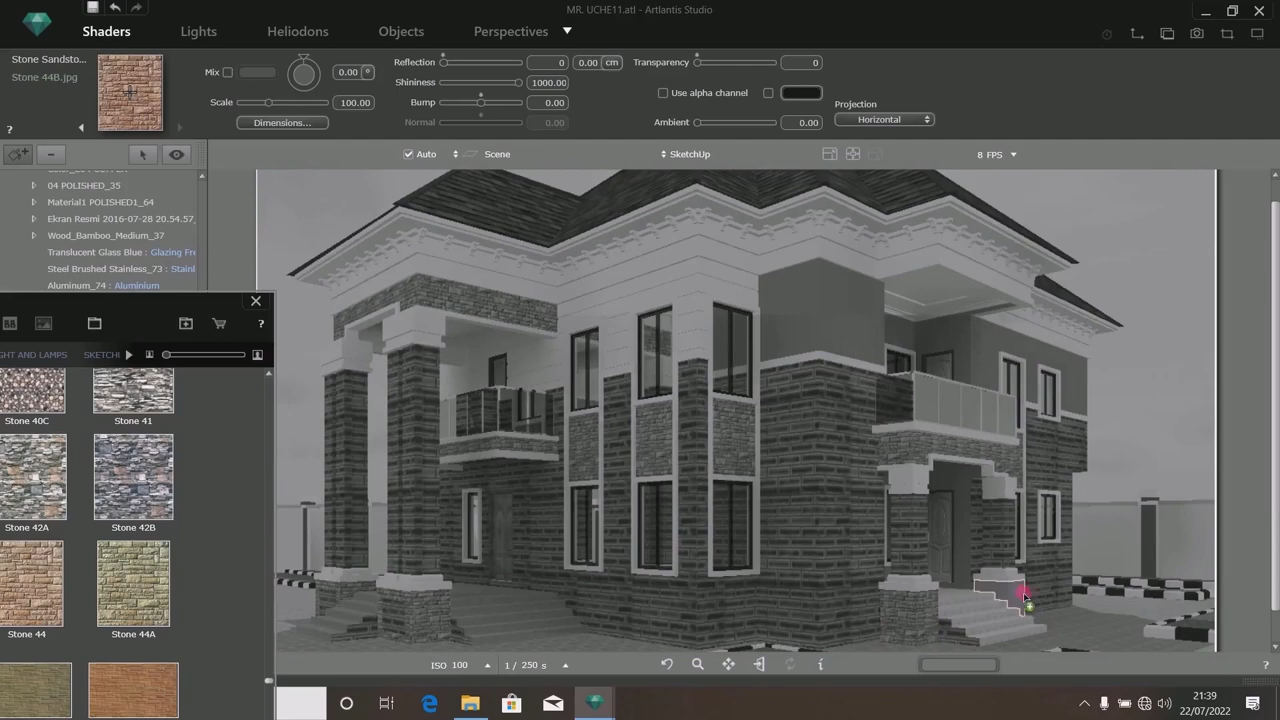 MR. UCHE11.atl - Artlantis Studio
Shaders
Lights
Heliodons
Objects
Perspectives
Stone Sandsto...
Stone 44B.jpg
?
Mix
0.00 °
Scale
100.00
Dimensions...
Reflection
0
0.00
cm
Shininess
1000.00
Bump
0.00
Normal
0.00
Transparency
0
Use alpha channel
Ambient
0.00
Projection
Horizontal
Auto
Scene
SketchUp
8 FPS
04 POLISHED_35
Material1 POLISHED1_64
Ekran Resmi 2016-07-28 20.54.57_
Wood_Bamboo_Medium_37
Translucent Glass Blue : Glazing Fre
Steel Brushed Stainless_73 : Stainl
Aluminum_74 : Aluminium
?
GHT AND LAMPS
SKETCHI
Stone 40C
Stone 41
Stone 42A
Stone 42B
Stone 44
Stone 44A
ISO 100
1 / 250 s
?
21:39
22/07/2022